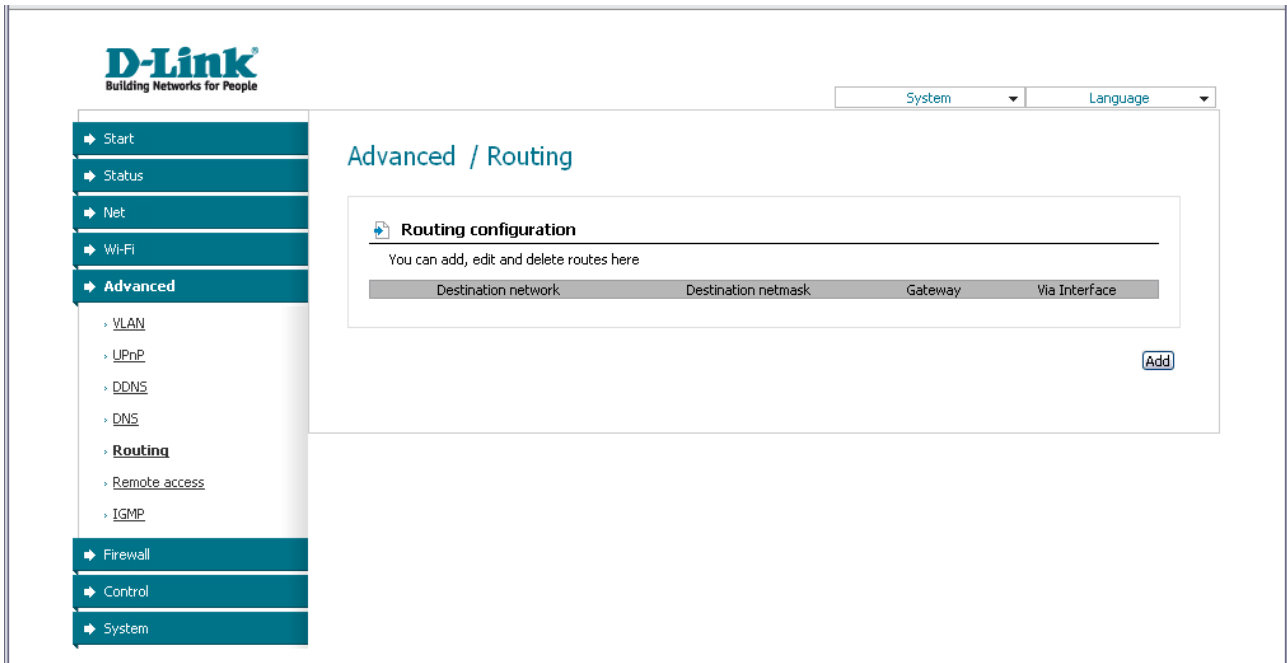 D-Link®
Building Networks for People
System Language
Start
Status
Net
Wi-Fi
Advanced
VLAN
UPnP
DDNS
DNS
Routing
Remote access
IGMP
Firewall
Control
System
Advanced / Routing
Routing configuration
You can add, edit and delete routes here
Destination network Destination netmask Gateway Via Interface
Add